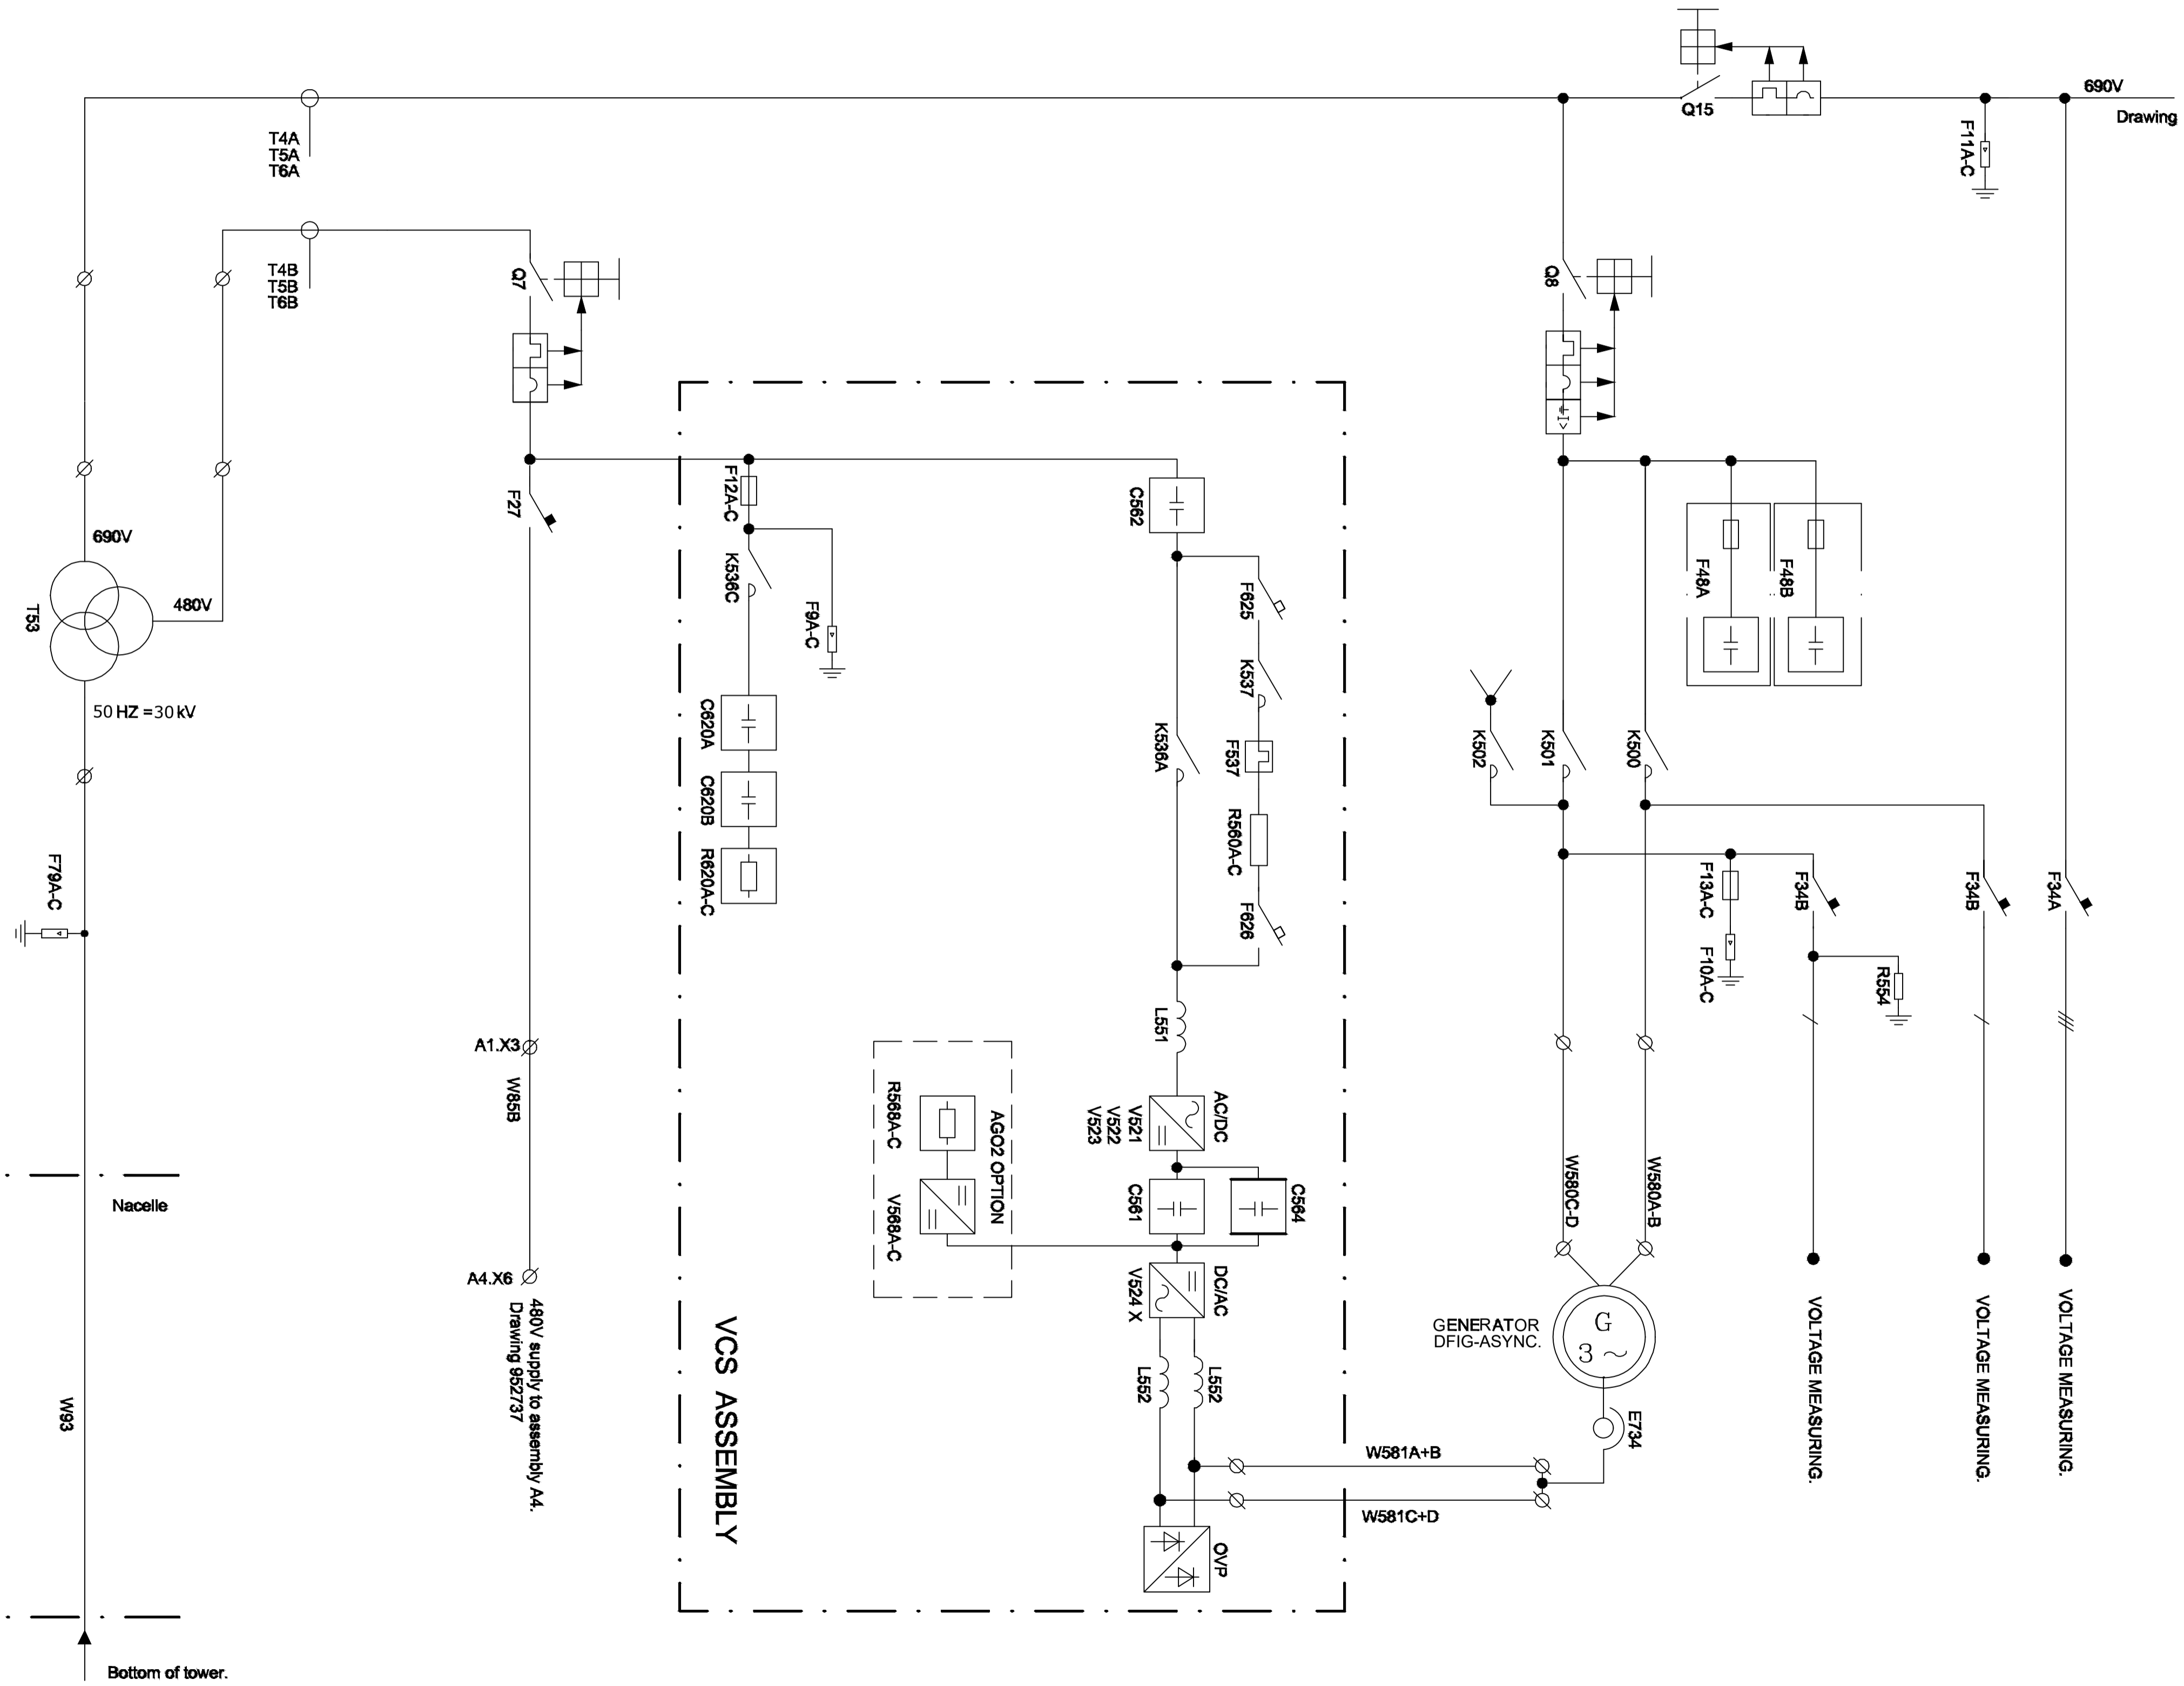 690V
Drawing
Q15
F11A-C
T4A
T5A
T6A
T4B
T5B
T6B
Q7
Q8
F27
F12A-C
C562
690V
K536C
F625
F48A
F48B
480V
T53
F9A-C
50 HZ =30 kV
C620A
K537
K536A
F537
K502
K501
K500
C620B
R560A-C
R620A-C
F79A-C
F626
F13A-C
F34B
F34B
F34A
F10A-C
R554
L551
A1.X3
W85B
R568A-C
AGO2 OPTION
V568A-C
AC/DC
V521
V522
V523
W580C-D
W580A-B
C561
C564
Nacelle
A4.X6
480V supply to assembly A4.
Drawing 952737
DC/AC
V524 X
GENERATOR
DFIG-ASYNC.
G
3 ~
VOLTAGE MEASURING.
VOLTAGE MEASURING.
VOLTAGE MEASURING.
VCS ASSEMBLY
L552
L552
W93
E734
W581A+B
W581C+D
OVP
Bottom of tower.